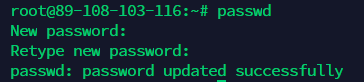 root@89-108-103-116:~# passwd
New password:
Retype new password:
passwd: password updated successfully